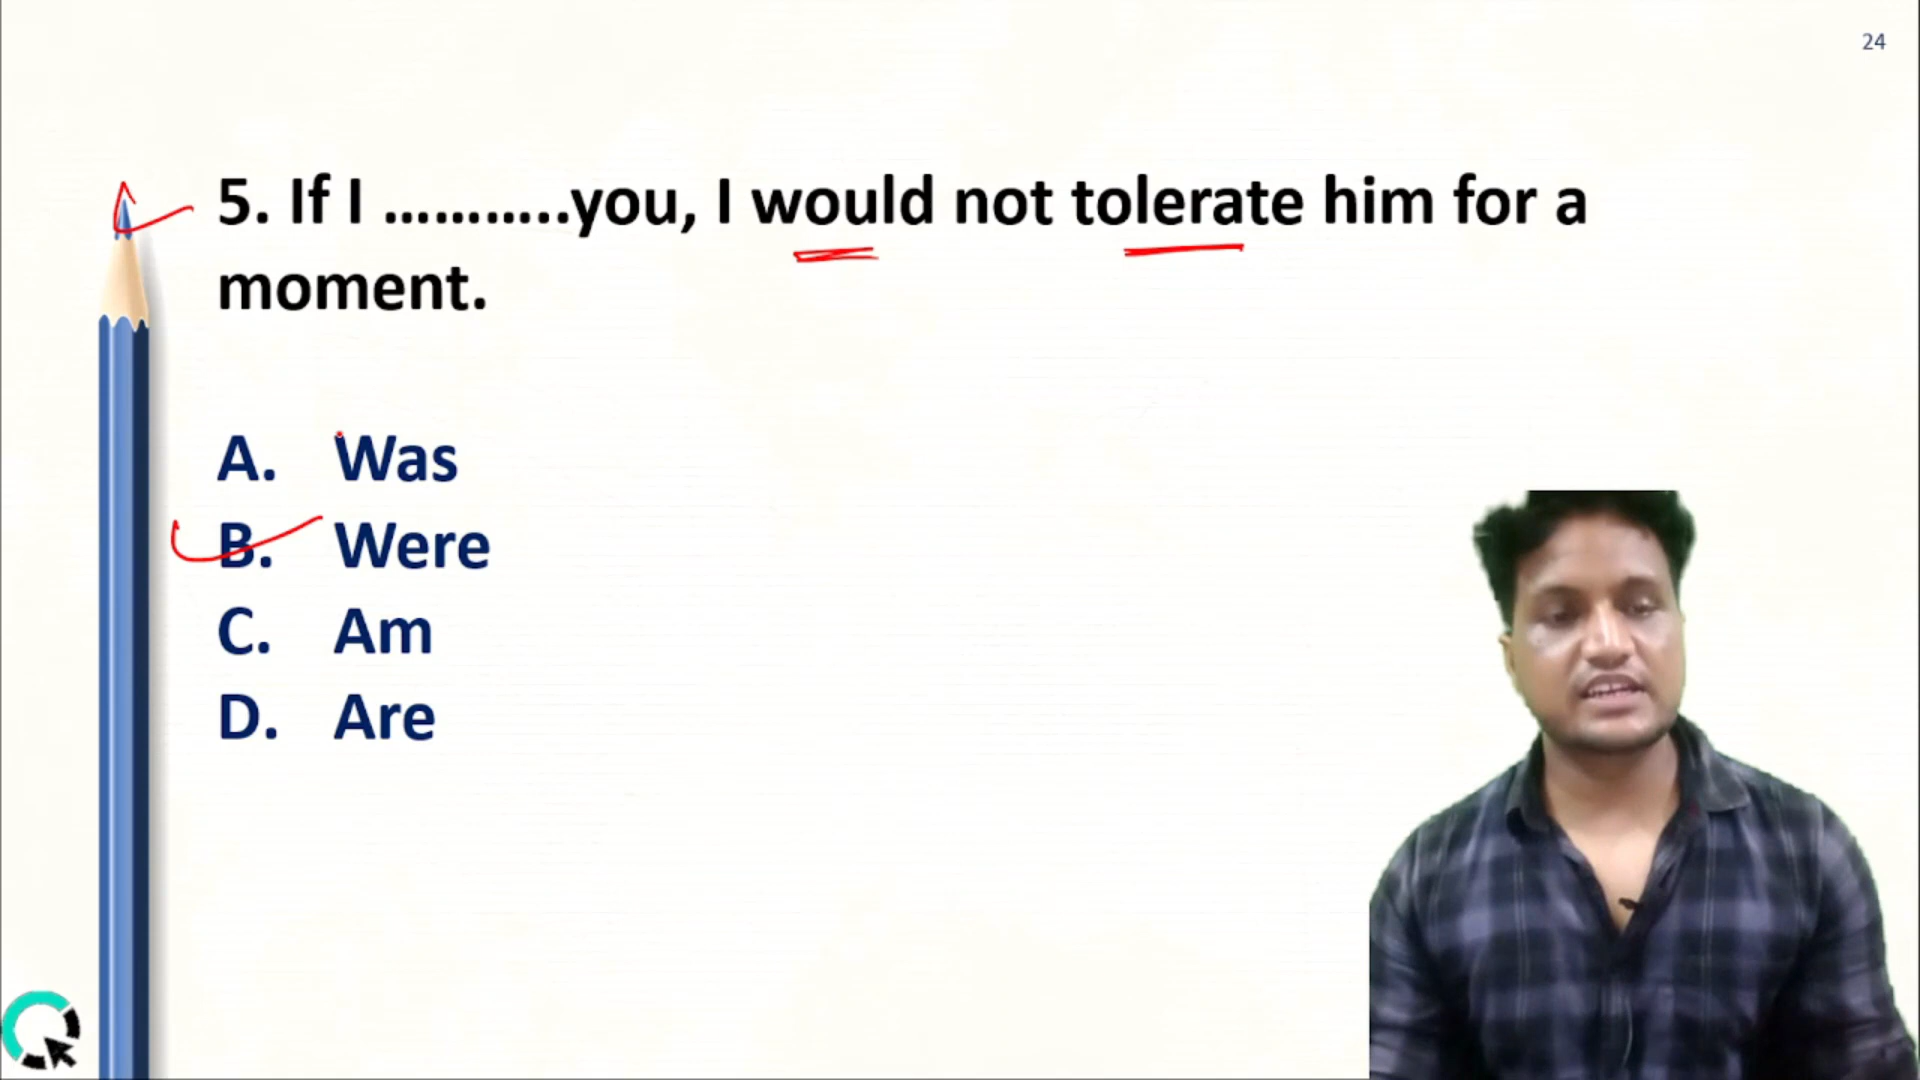 24
5. If I ...........you, I would not tolerate him for a
moment.
A. Was
B. Were
C. Am
D. Are